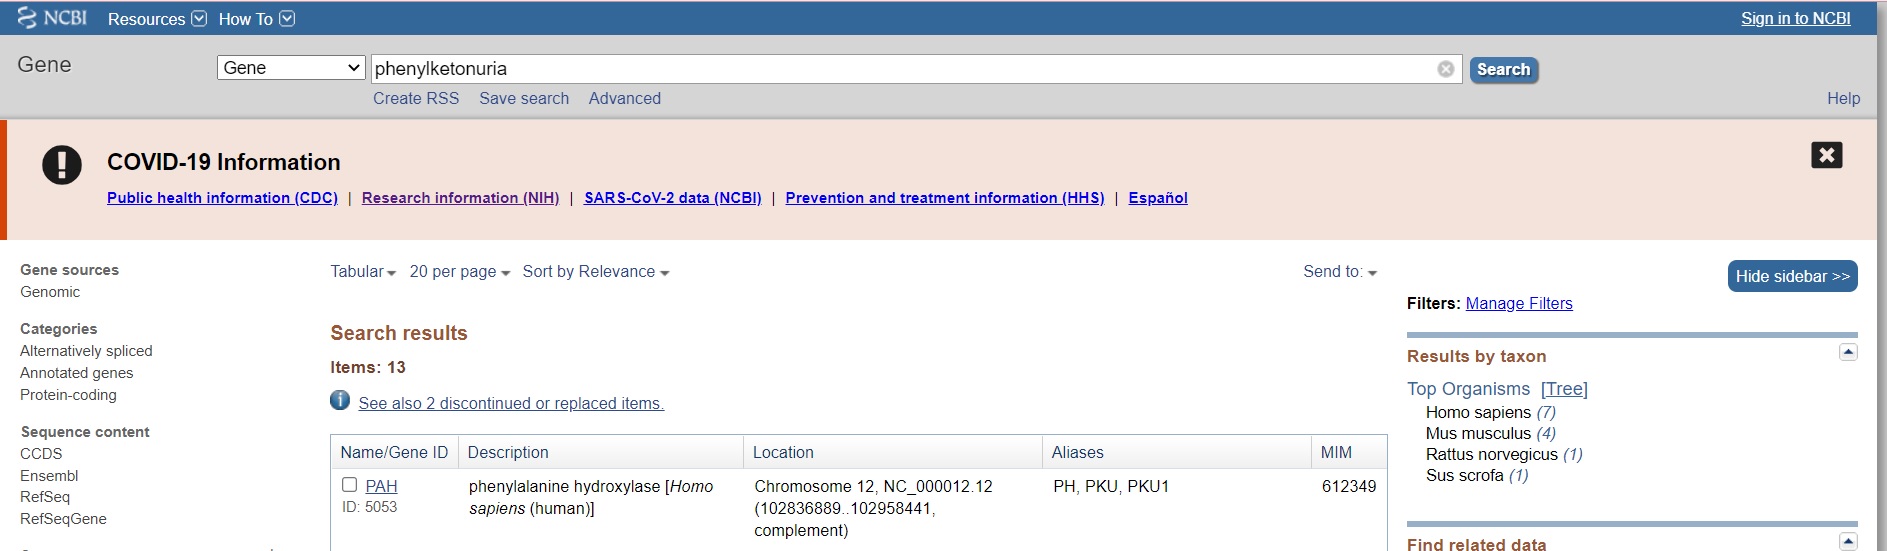 NCBI Resources How To Sign in to NCBI
Gene Gene phenylketonuria Search
Create RSS Save search Advanced Help
COVID-19 Information
Public health information (CDC) | Research information (NIH) | SARS-CoV-2 data (NCBI) | Prevention and treatment information (HHS) | Español
Gene sources
Genomic
Categories
Alternatively spliced
Annotated genes
Protein-coding
Sequence content
CCDS
Ensembl
RefSeq
RefSeqGene
Tabular 20 per page Sort by Relevance Send to:
Search results
Items: 13
See also 2 discontinued or replaced items.
Name/Gene ID Description Location Aliases MIM
PAH phenylalanine hydroxylase [Homo Chromosome 12, NC_000012.12 PH, PKU, PKU1 612349
ID: 5053 sapiens (human)] (102836889..102958441,
complement)
Hide sidebar >>
Filters: Manage Filters
Results by taxon
Top Organisms [Tree]
Homo sapiens (7)
Mus musculus (4)
Rattus norvegicus (1)
Sus scrofa (1)
Find related data